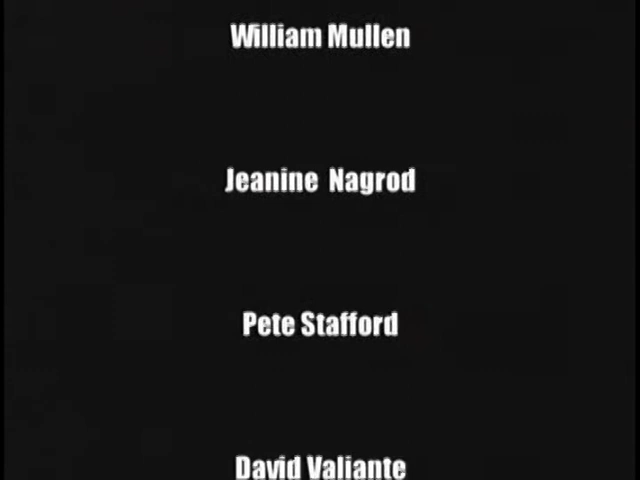 William Mullen
Jeanine Nagrod
Pete Stafford
David Valiante